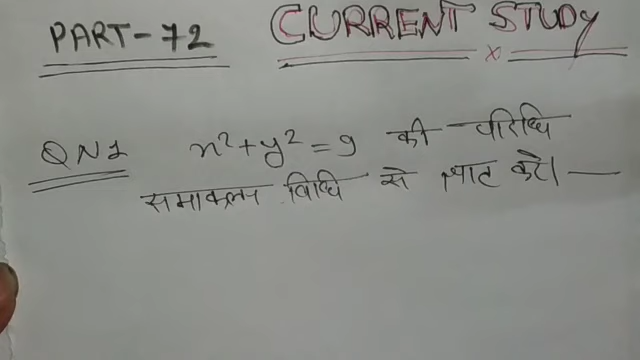 PART-72
CURRENT STUDY
x
QN1 x²+y²=9 की परिधि
समाकलन विधि से ज्ञात करो।